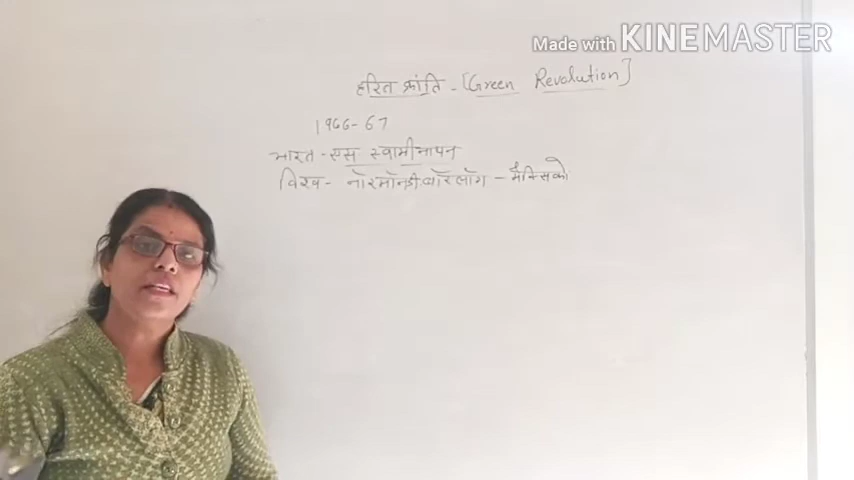 Made with KINEMASTER
हरित क्रांति - [Green Revolution]
1966-67
भारत - एस स्वामीनाथन
विश्व - नॉरमॉन ई बॉरलॉग - मैक्सिको